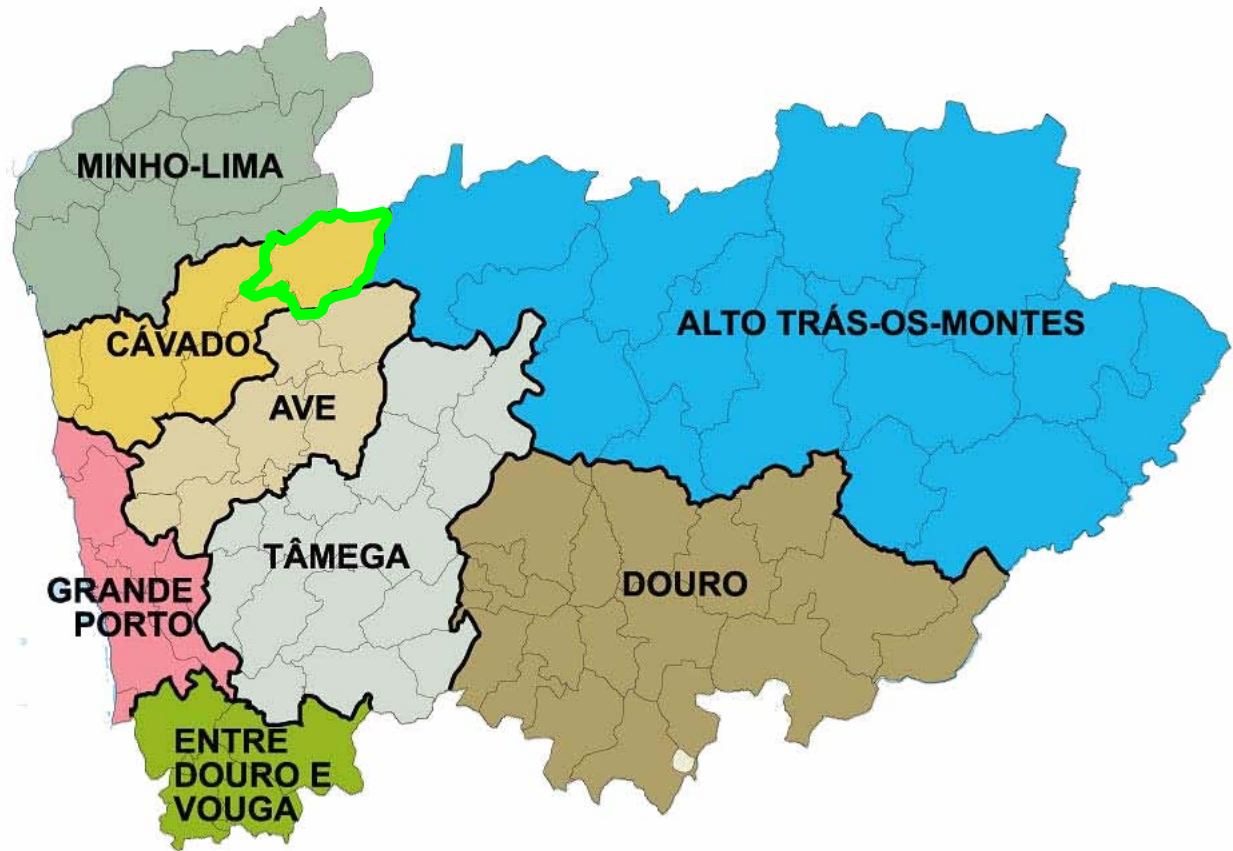 MINHO-LIMA
CÁVADO
ALTO TRÁS-OS-MONTES
AVE
TÂMEGA
DOURO
GRANDE
PORTO
ENTRE
DOURO E
VOUGA